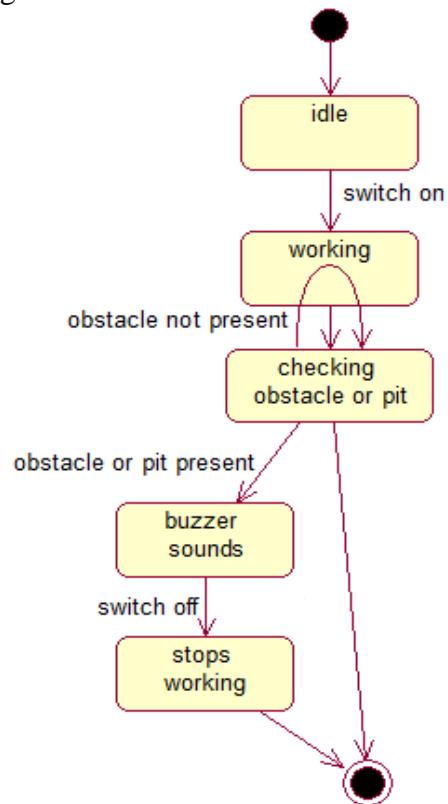 idle
switch on
working
obstacle not present
checking
obstacle or pit
obstacle or pit present
buzzer
sounds
switch off
stops
working